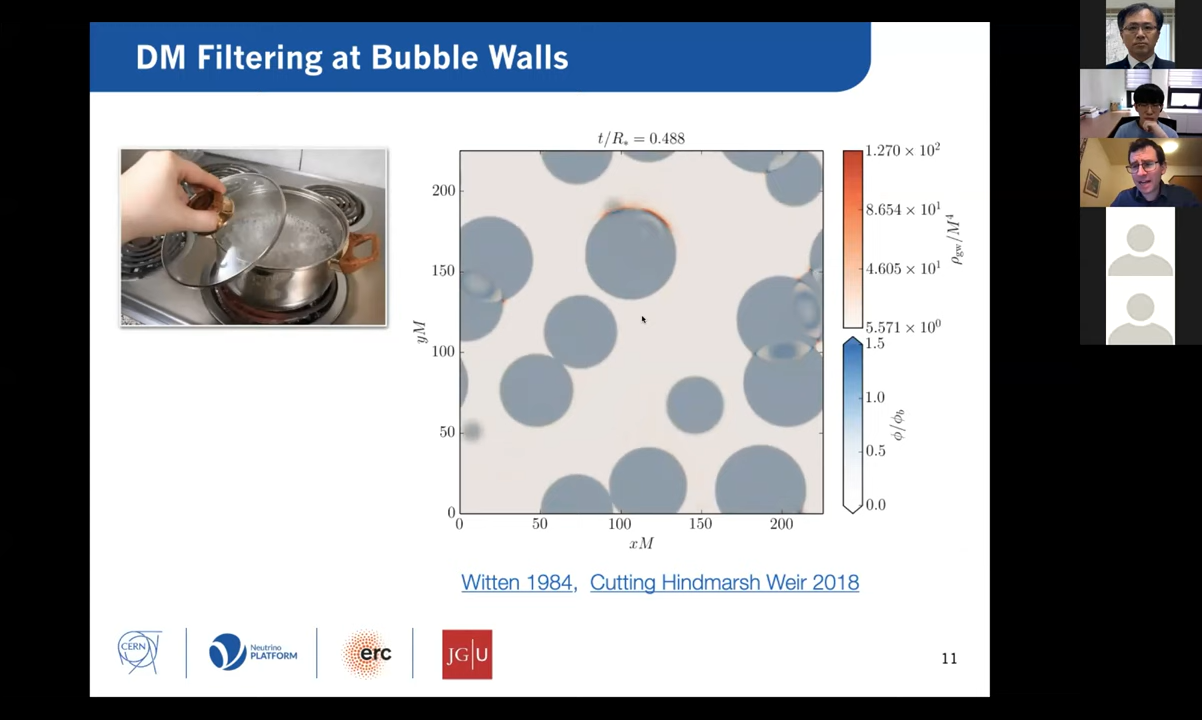 DM Filtering at Bubble Walls
t/R* = 0.488
200
150
100
50
0
yM
0 50 100 150 200
xM
1.270 × 10²
8.654 × 10¹
4.605 × 10¹
5.571 × 10⁰
ρgw/M⁴
1.5
1.0
0.5
0.0
ϕ/ϕb
Witten 1984, Cutting Hindmarsh Weir 2018
CERN
Neutrino
PLATFORM
erc
JG|U
11